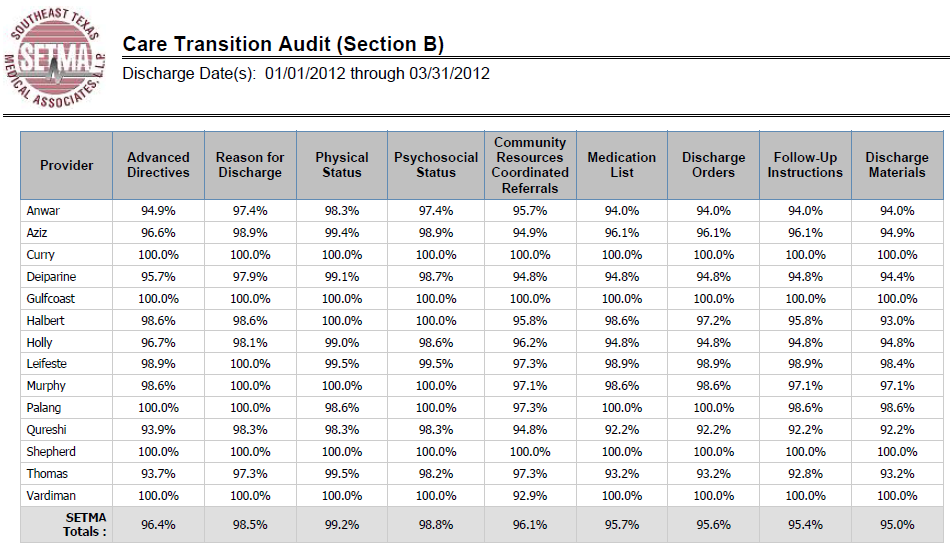 SOUTHEAST TEXAS
SETMA
MEDICAL ASSOCIATES, L.L.P.
Care Transition Audit (Section B)
Discharge Date(s): 01/01/2012 through 03/31/2012
Provider Advanced Directives Reason for Discharge Physical Status Psychosocial Status Community Resources Coordinated Referrals Medication List Discharge Orders Follow-Up Instructions Discharge Materials
Anwar 94.9% 97.4% 98.3% 97.4% 95.7% 94.0% 94.0% 94.0% 94.0%
Aziz 96.6% 98.9% 99.4% 98.9% 94.9% 96.1% 96.1% 96.1% 94.9%
Curry 100.0% 100.0% 100.0% 100.0% 100.0% 100.0% 100.0% 100.0% 100.0%
Deiparine 95.7% 97.9% 99.1% 98.7% 94.8% 94.8% 94.8% 94.8% 94.4%
Gulfcoast 100.0% 100.0% 100.0% 100.0% 100.0% 100.0% 100.0% 100.0% 100.0%
Halbert 98.6% 98.6% 100.0% 100.0% 95.8% 98.6% 97.2% 95.8% 93.0%
Holly 96.7% 98.1% 99.0% 98.6% 96.2% 94.8% 94.8% 94.8% 94.8%
Leifeste 98.9% 100.0% 99.5% 99.5% 97.3% 98.9% 98.9% 98.9% 98.4%
Murphy 98.6% 100.0% 100.0% 100.0% 97.1% 98.6% 98.6% 97.1% 97.1%
Palang 100.0% 100.0% 98.6% 100.0% 97.3% 100.0% 100.0% 98.6% 98.6%
Qureshi 93.9% 98.3% 98.3% 98.3% 94.8% 92.2% 92.2% 92.2% 92.2%
Shepherd 100.0% 100.0% 100.0% 100.0% 100.0% 100.0% 100.0% 100.0% 100.0%
Thomas 93.7% 97.3% 99.5% 98.2% 97.3% 93.2% 93.2% 92.8% 93.2%
Vardiman 100.0% 100.0% 100.0% 100.0% 92.9% 100.0% 100.0% 100.0% 100.0%
SETMA Totals : 96.4% 98.5% 99.2% 98.8% 96.1% 95.7% 95.6% 95.4% 95.0%